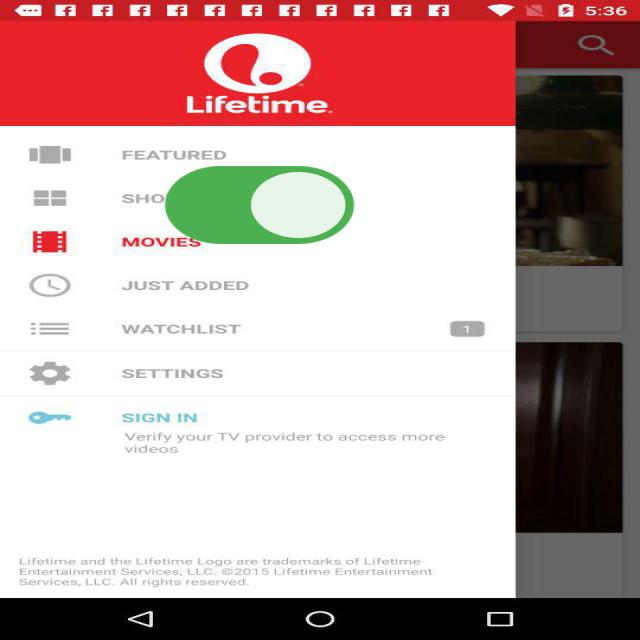 5:36
Lifetime
FEATURED
SHO
MOVIES
JUST ADDED
WATCHLIST 1
SETTINGS
SIGN IN
Verify your TV provider to access more
videos
Lifetime and the Lifetime Logo are trademarks of Lifetime
Entertainment Services, LLC. ©2015 Lifetime Entertainment
Services, LLC. All rights reserved.